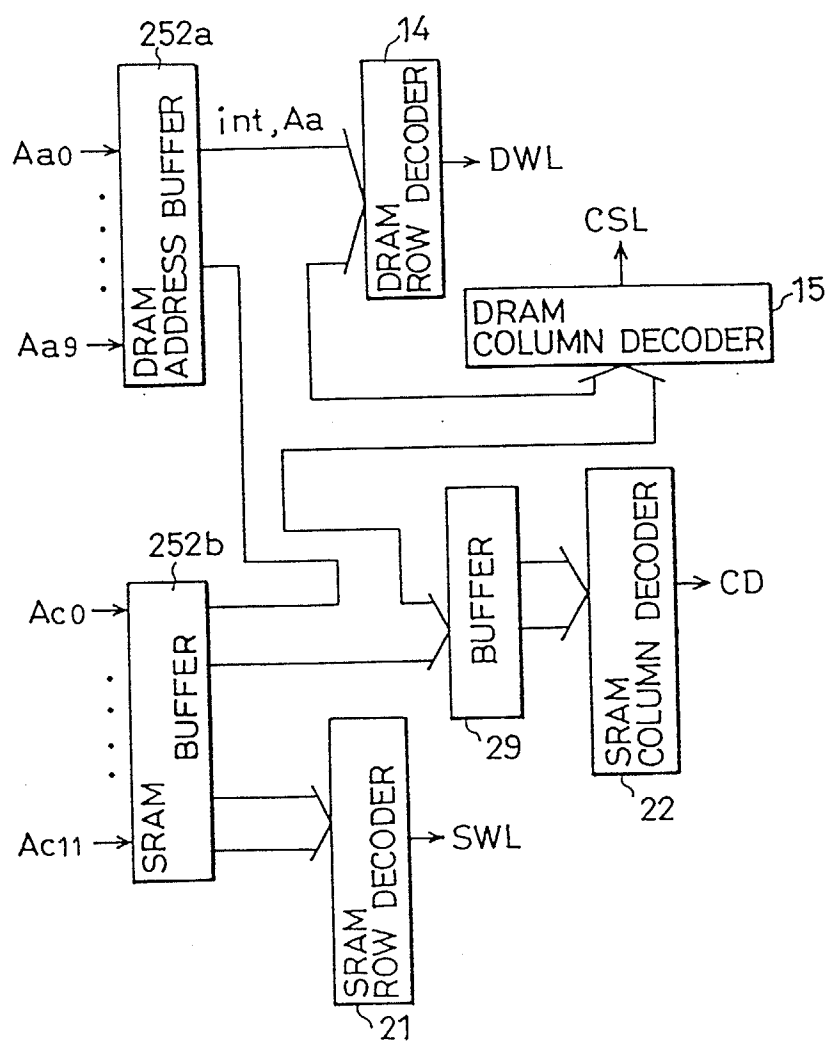 252a
14
Aa0
int, Aa
DRAM
ADDRESS BUFFER
DRAM
ROW DECODER
DWL
CSL
15
DRAM
COLUMN DECODER
Aa9
252b
Ac0
SRAM
BUFFER
BUFFER
29
SRAM
COLUMN DECODER
CD
22
Ac11
SRAM
ROW DECODER
SWL
21